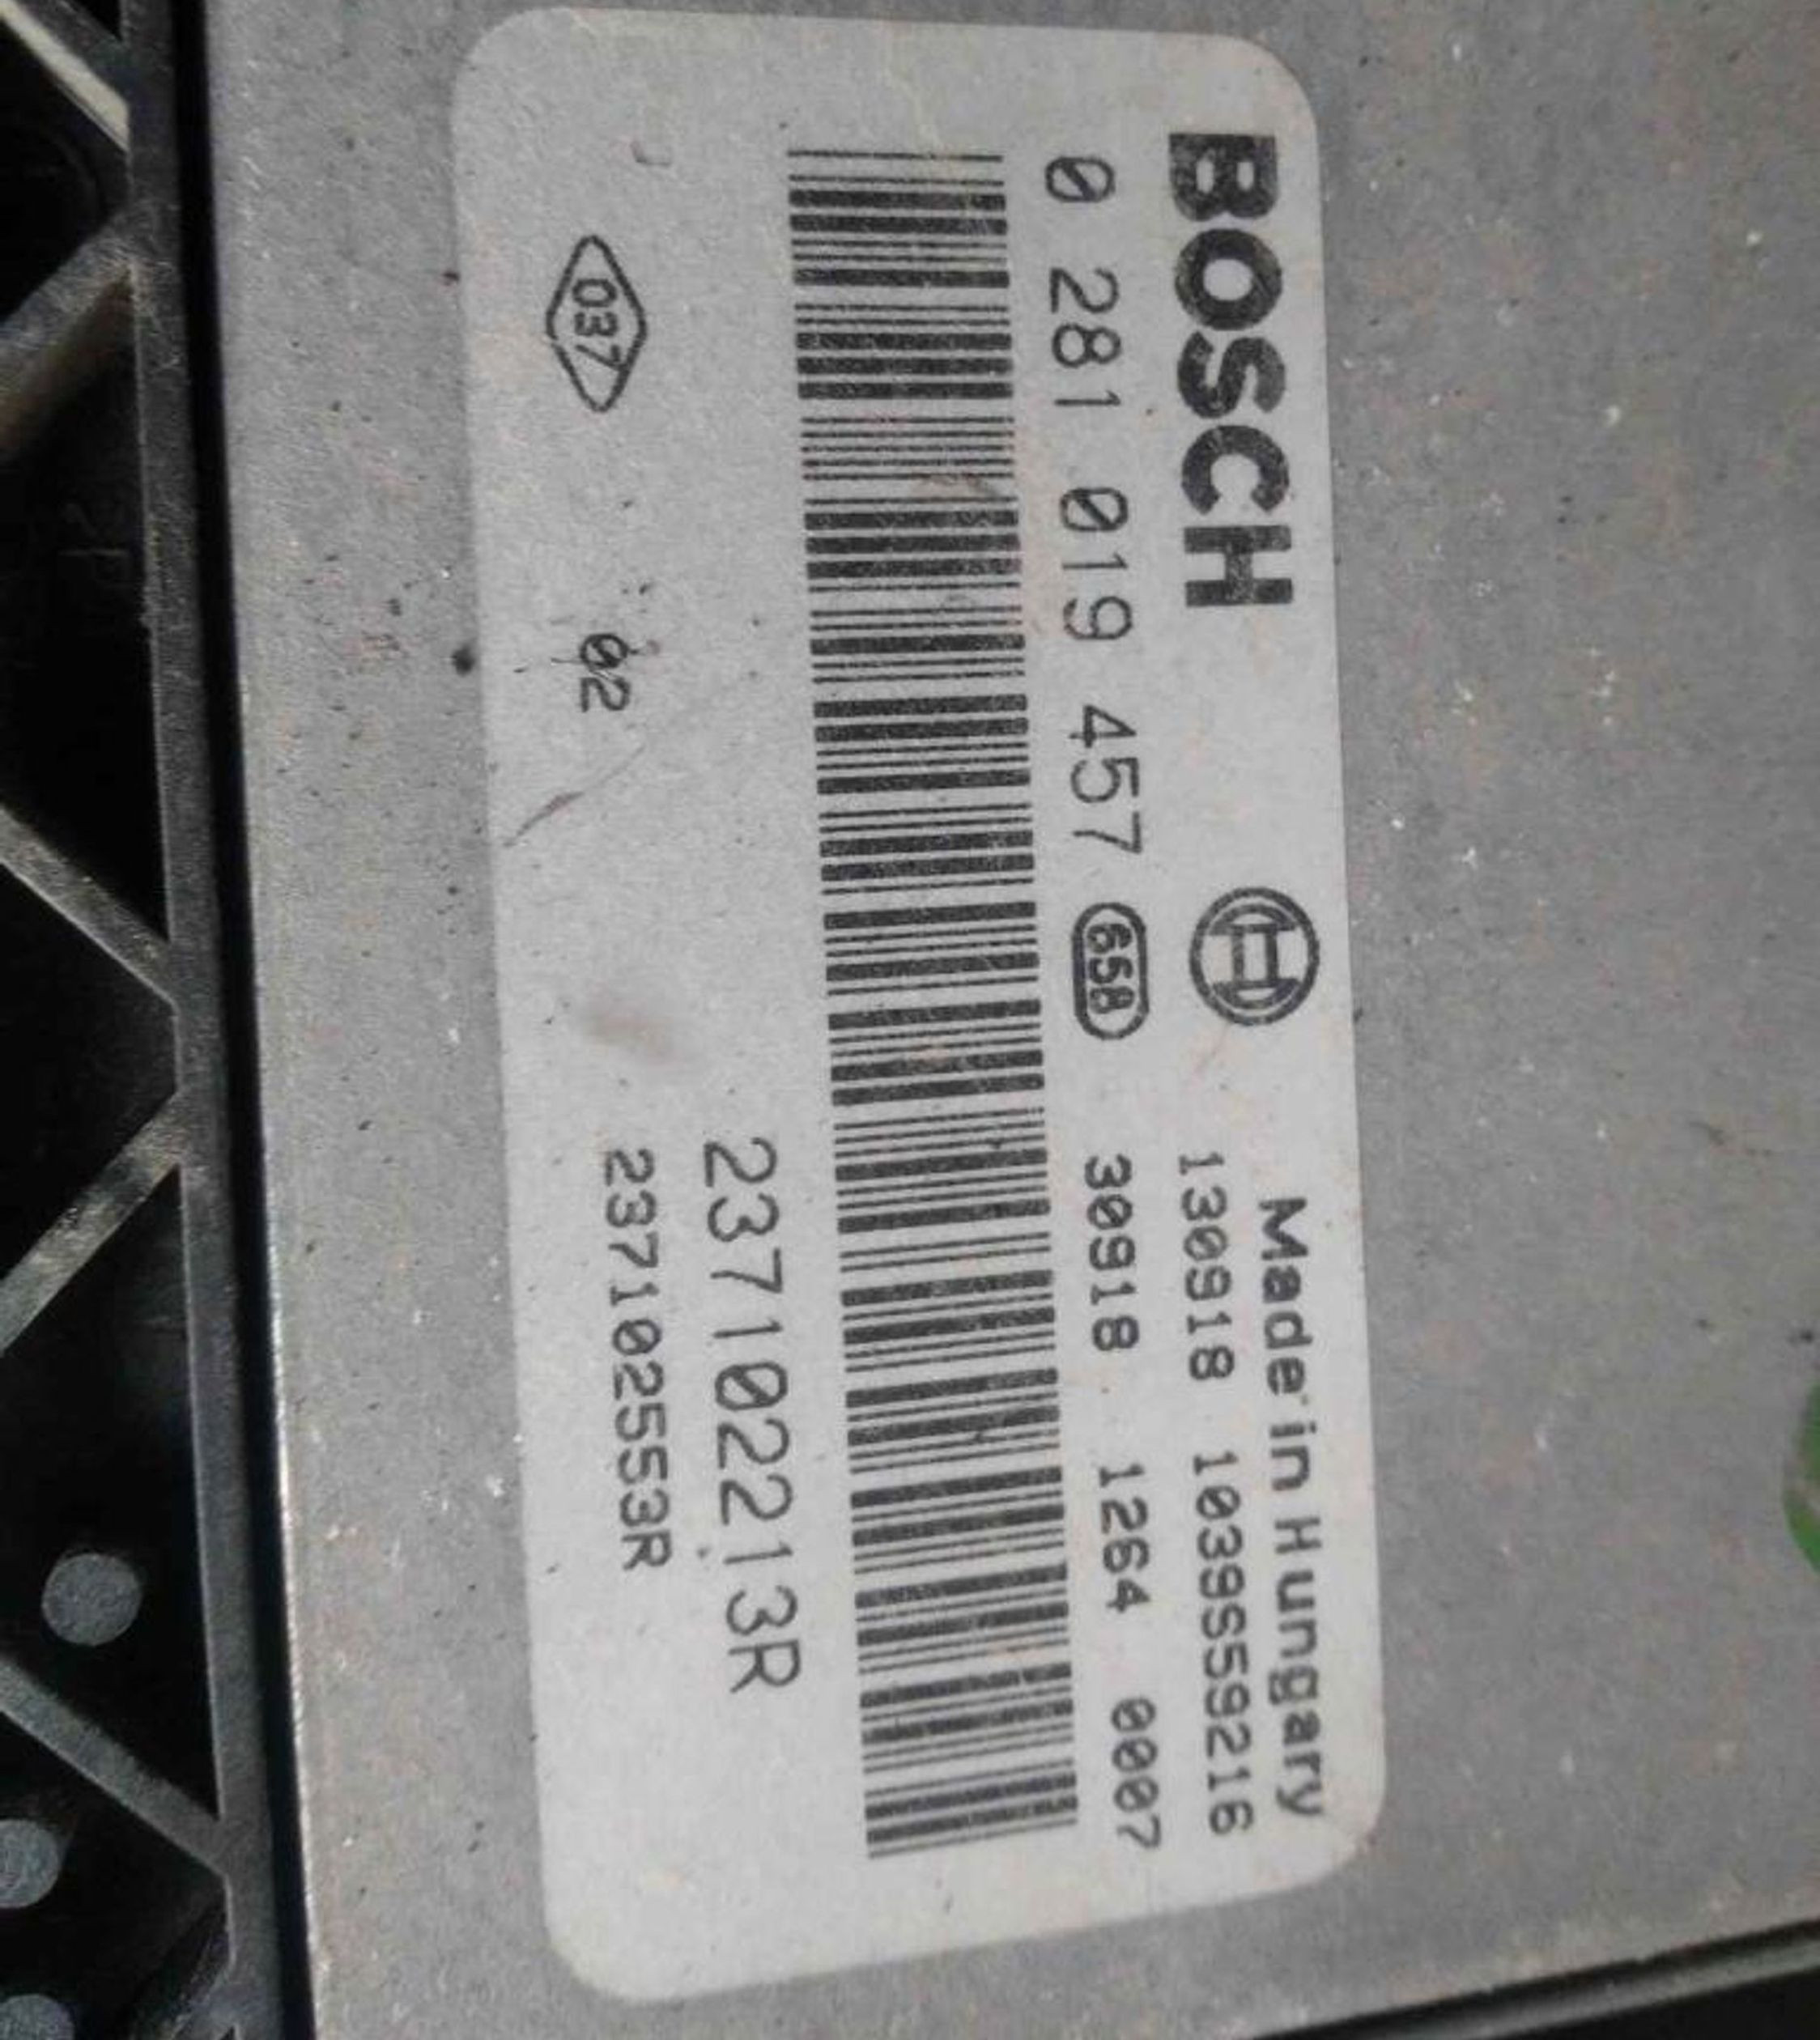 BOSCH
Made in Hungary
0 281 019 457 658
130918 1039S59216
30918 1264 0007
237102213R
037 02 237102553R